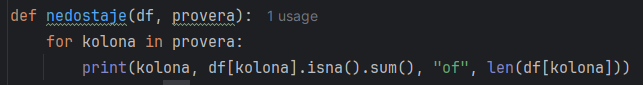 def nedostaje(df, provera): 1 usage
    for kolona in provera:
        print(kolona, df[kolona].isna().sum(), "of", len(df[kolona]))